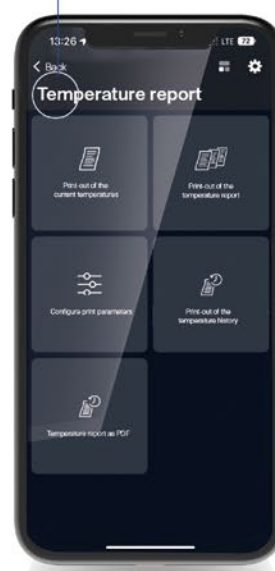 13:26
LTE 72
Back
Temperature report
Print-out of the
current temperatures
Print-out of the
temperature report
Configure print parameters
Print-out of the
temperature history
Temperature report as PDF